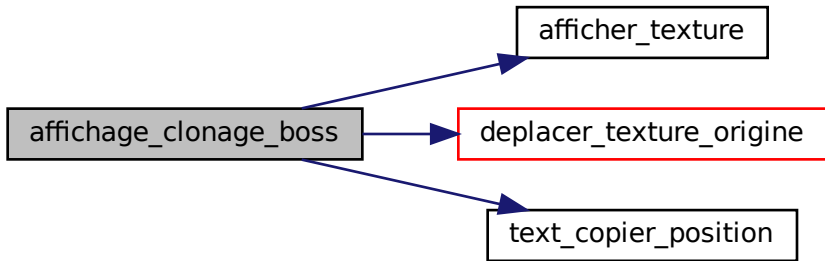 afficher_texture
affichage_clonage_boss
deplacer_texture_origine
text_copier_position